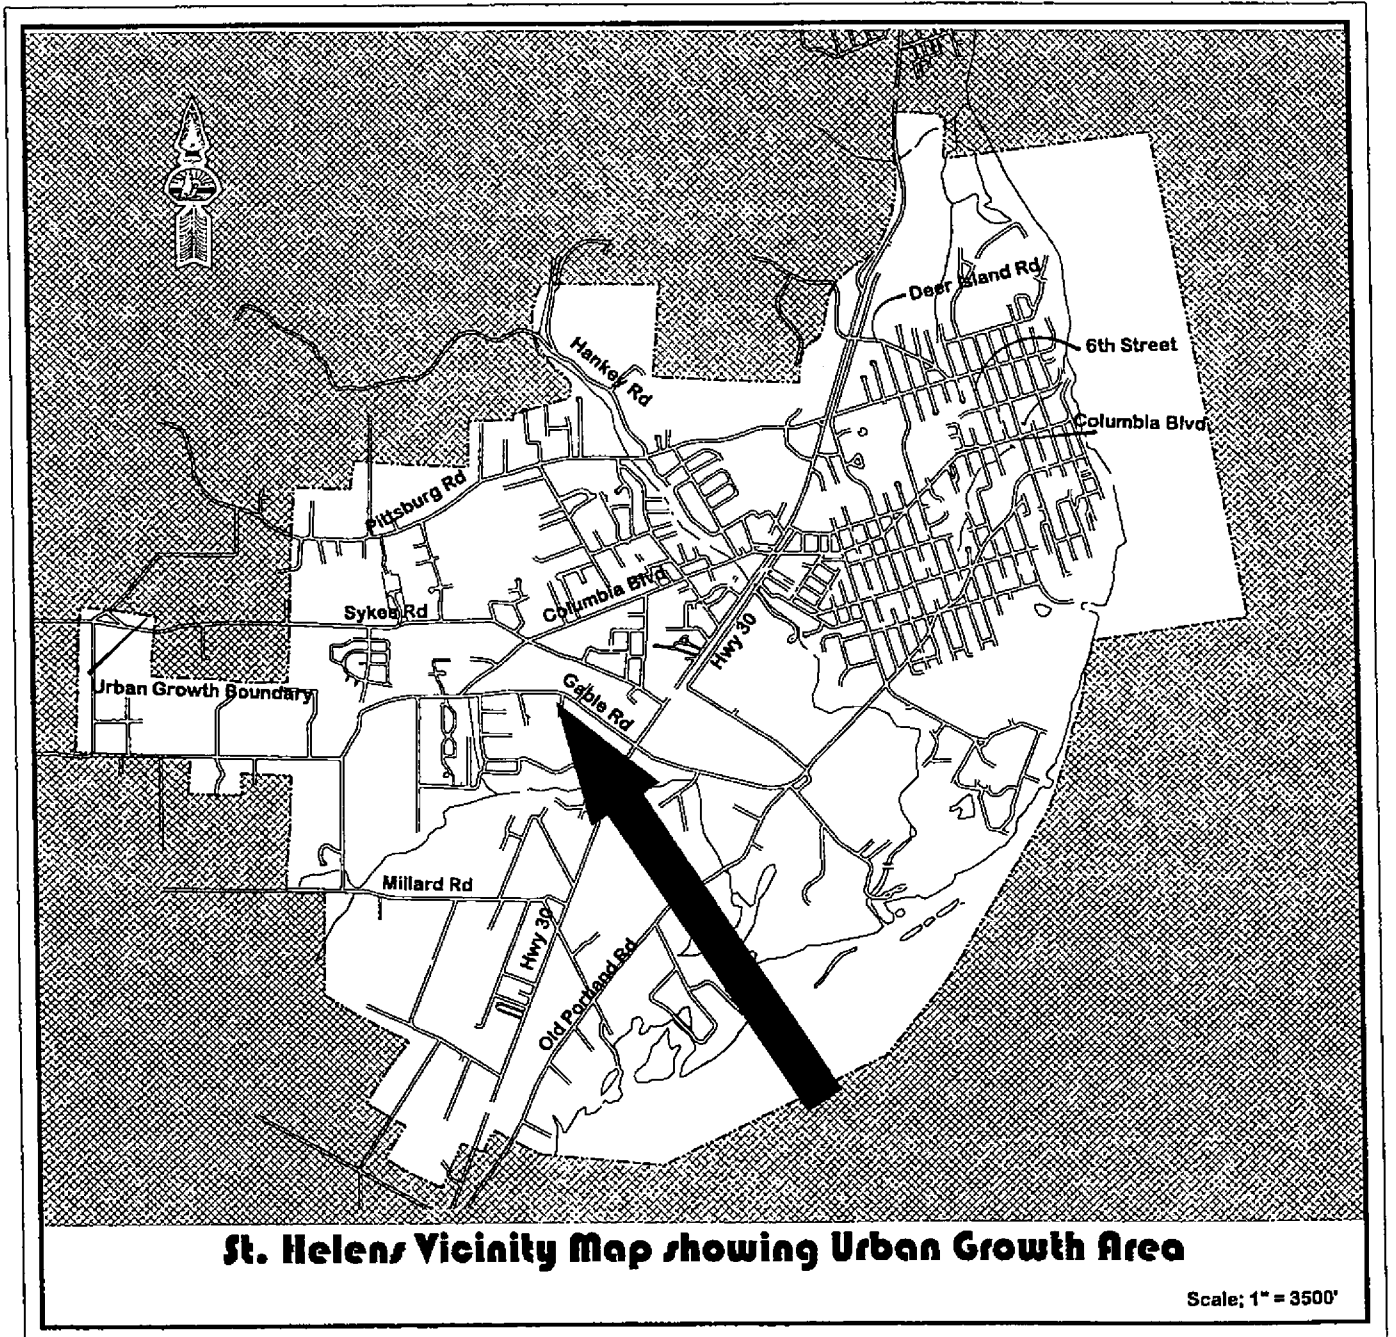 Deer Island Rd
6th Street
Hankey Rd
Columbia Blvd
Pittsburg Rd
Columbia Blvd
Sykes Rd
Hwy 30
Urban Growth Boundary
Gable Rd
Millard Rd
Hwy 30
Old Portland Rd
St. Helens Vicinity Map showing Urban Growth Area
Scale; 1" = 3500'